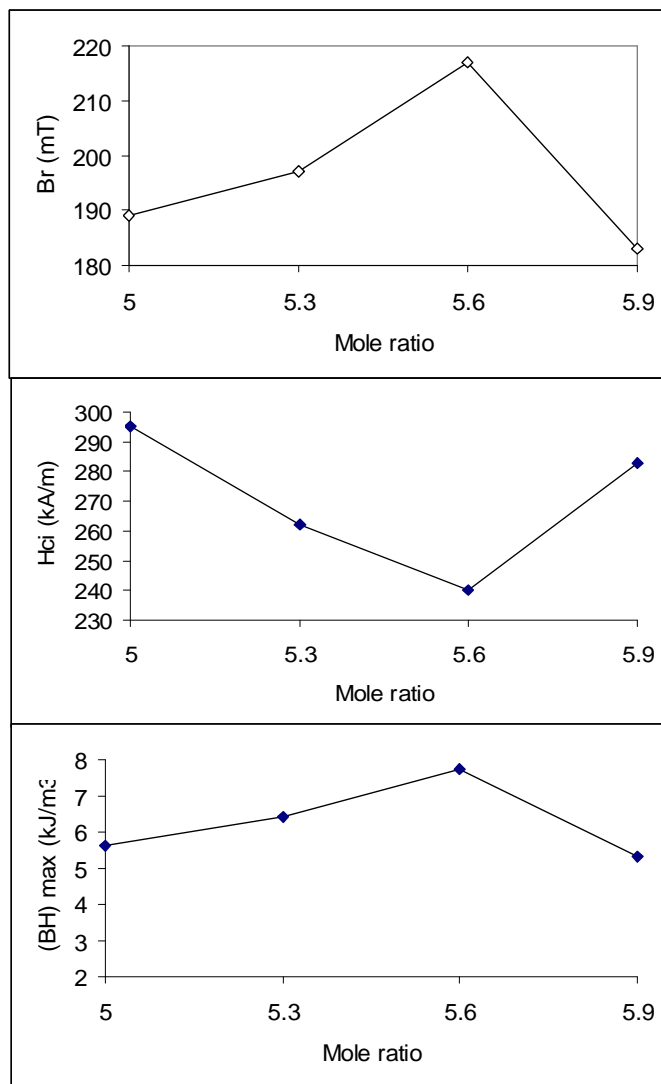 Br (mT)
220
210
200
190
180
5 5.3 5.6 5.9
Mole ratio
Hci (kA/m)
300
290
280
270
260
250
240
230
5 5.3 5.6 5.9
Mole ratio
(BH) max (kJ/m3
8
7
6
5
4
3
2
5 5.3 5.6 5.9
Mole ratio